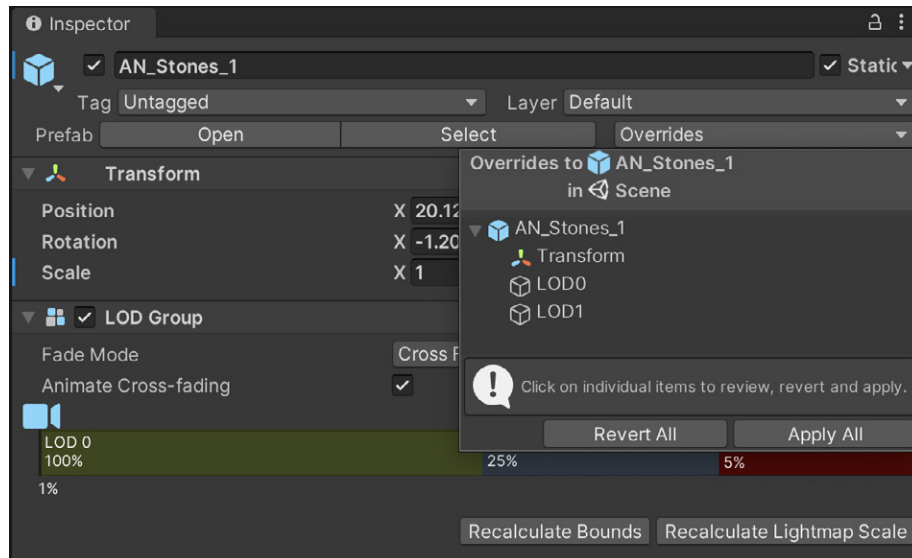 Inspector
AN_Stones_1 Static
Tag Untagged Layer Default
Prefab Open Select Overrides
Overrides to AN_Stones_1
in Scene
Transform
Position X 20.12
Rotation X -1.20
Scale X 1
AN_Stones_1
Transform
LOD0
LOD1
LOD Group
Fade Mode Cross F
Animate Cross-fading
Click on individual items to review, revert and apply.
Revert All Apply All
LOD 0
100% 25% 5%
1%
Recalculate Bounds Recalculate Lightmap Scale